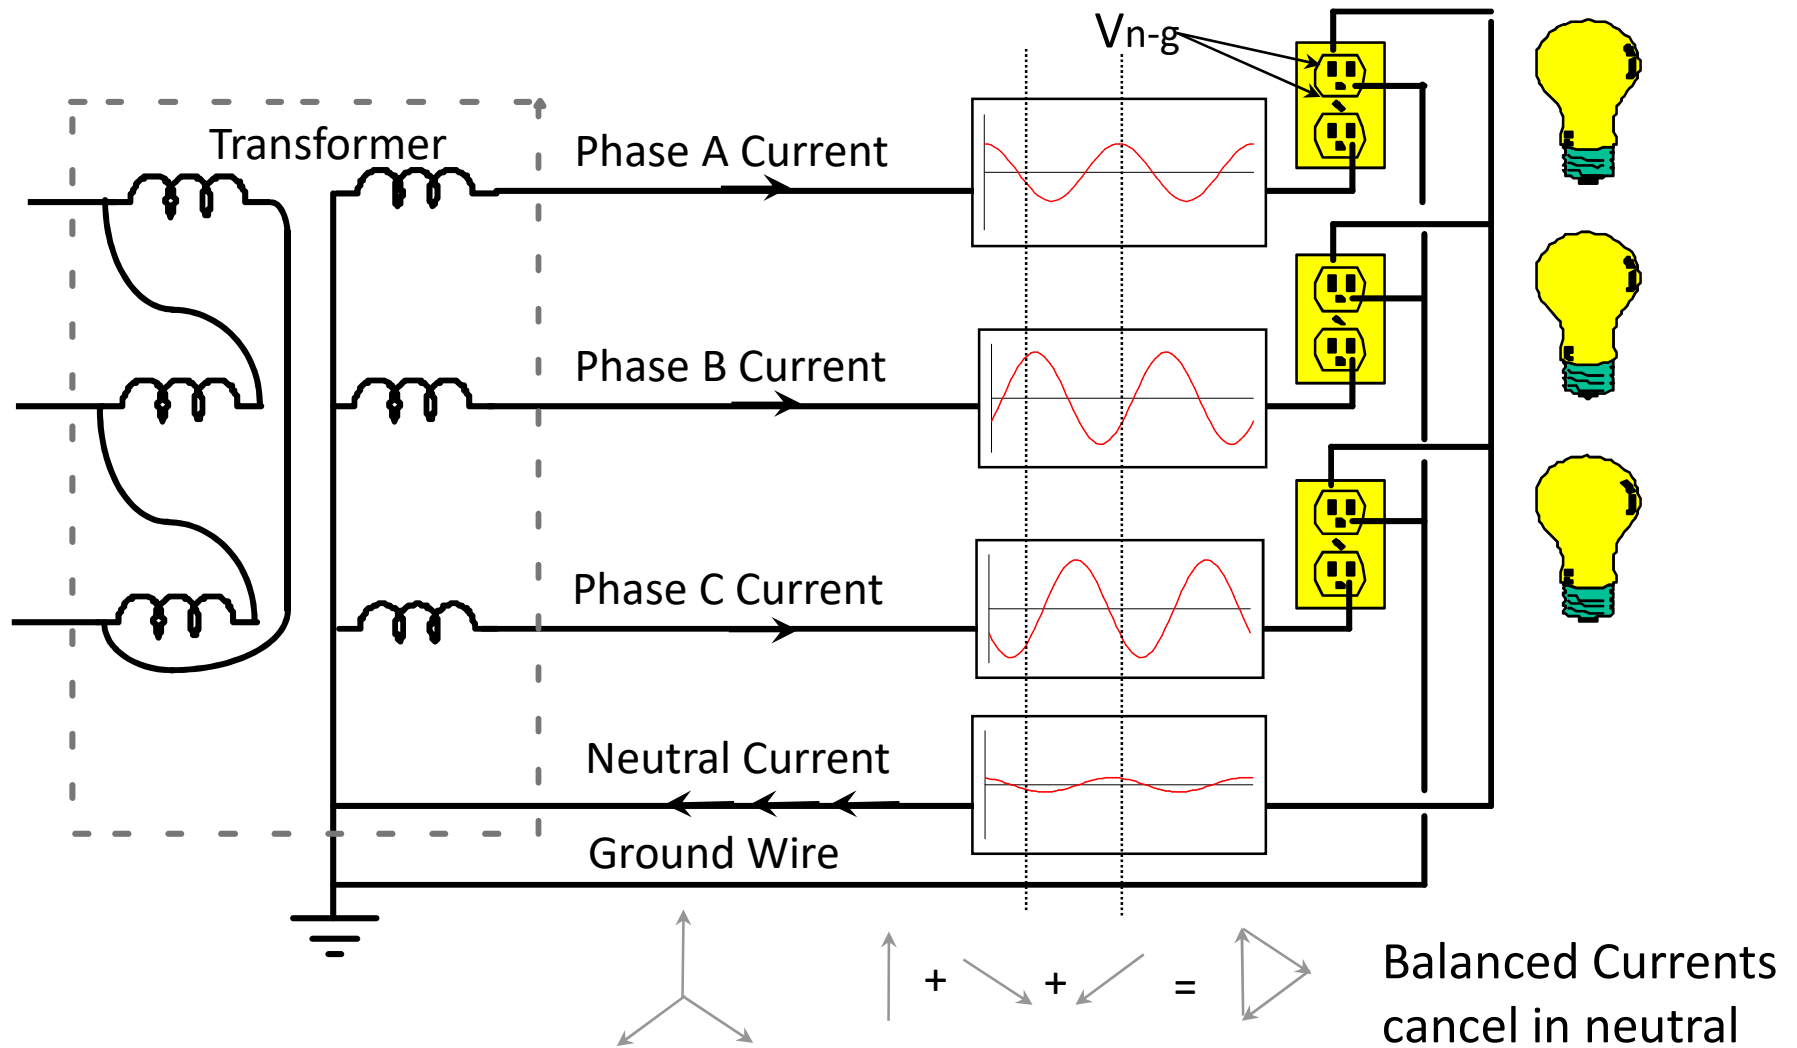 Vn-g
Transformer
Phase A Current
Phase B Current
Phase C Current
Neutral Current
Ground Wire
+ + =
Balanced Currents
cancel in neutral